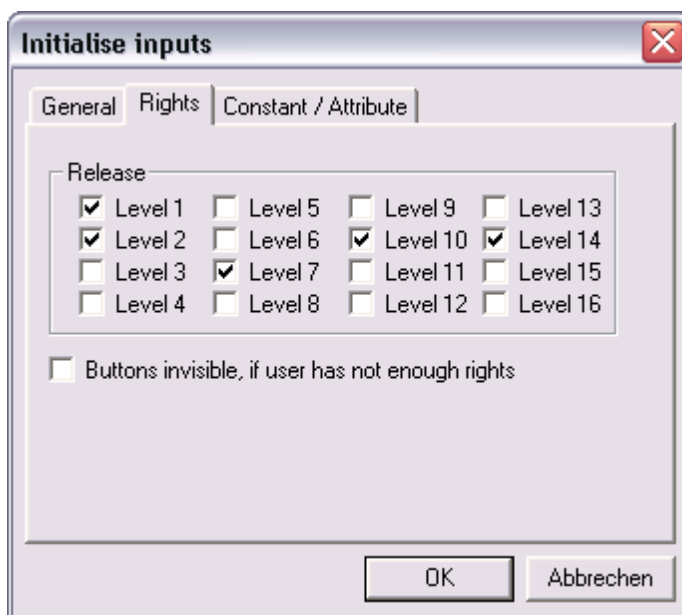 Initialise inputs
General Rights Constant / Attribute
Release
Level 1 Level 5 Level 9 Level 13
Level 2 Level 6 Level 10 Level 14
Level 3 Level 7 Level 11 Level 15
Level 4 Level 8 Level 12 Level 16
Buttons invisible, if user has not enough rights
OK Abbrechen